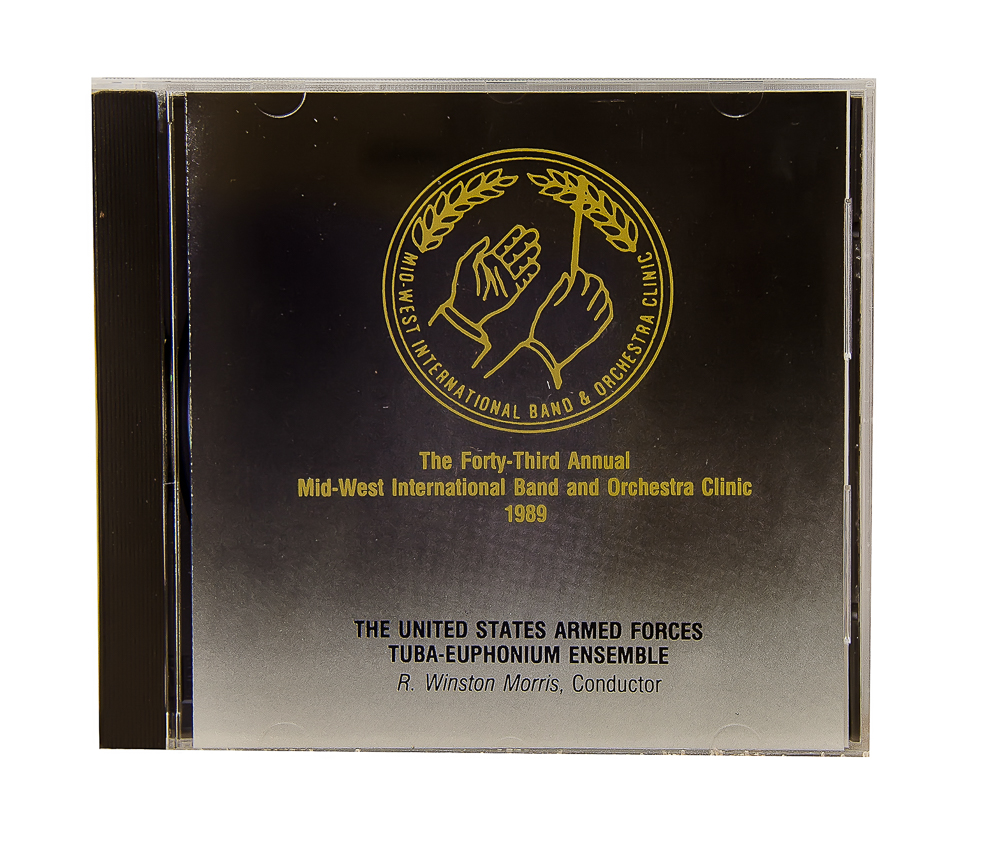 MID-WEST INTERNATIONAL BAND & ORCHESTRA CLINIC
The Forty-Third Annual
Mid-West International Band and Orchestra Clinic
1989
THE UNITED STATES ARMED FORCES
TUBA-EUPHONIUM ENSEMBLE
R. Winston Morris, Conductor